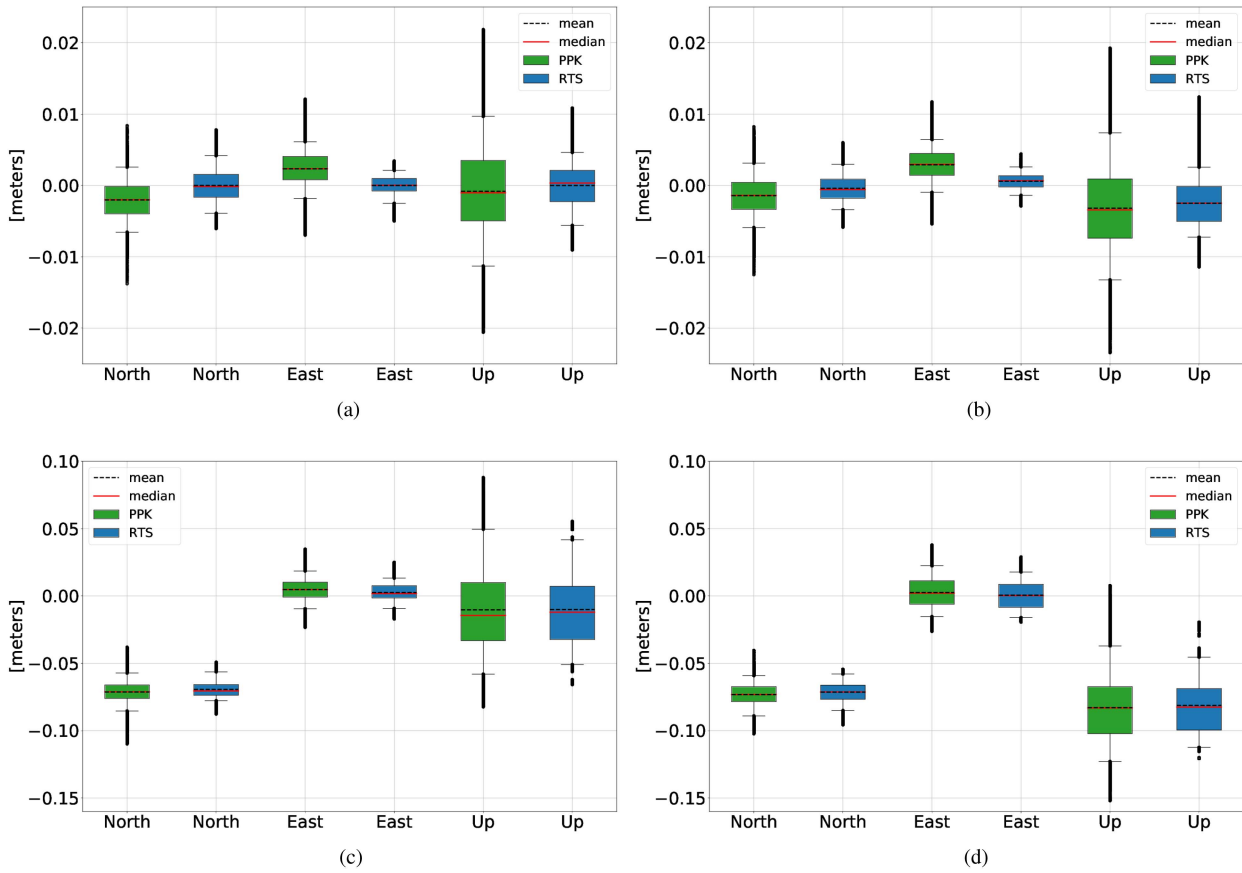 [meters]
0.02
0.01
0.00
−0.01
−0.02
mean
median
PPK
RTS
North North East East Up Up
(a)
[meters]
0.02
0.01
0.00
−0.01
−0.02
mean
median
PPK
RTS
North North East East Up Up
(b)
[meters]
0.10
0.05
0.00
−0.05
−0.10
−0.15
mean
median
PPK
RTS
North North East East Up Up
(c)
[meters]
0.10
0.05
0.00
−0.05
−0.10
−0.15
mean
median
PPK
RTS
North North East East Up Up
(d)